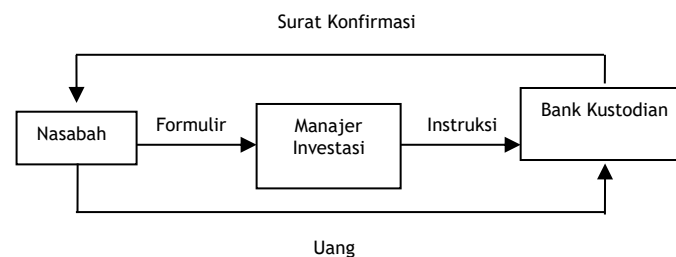 Surat Konfirmasi
Nasabah
Formulir
Manajer
Investasi
Instruksi
Bank Kustodian
Uang